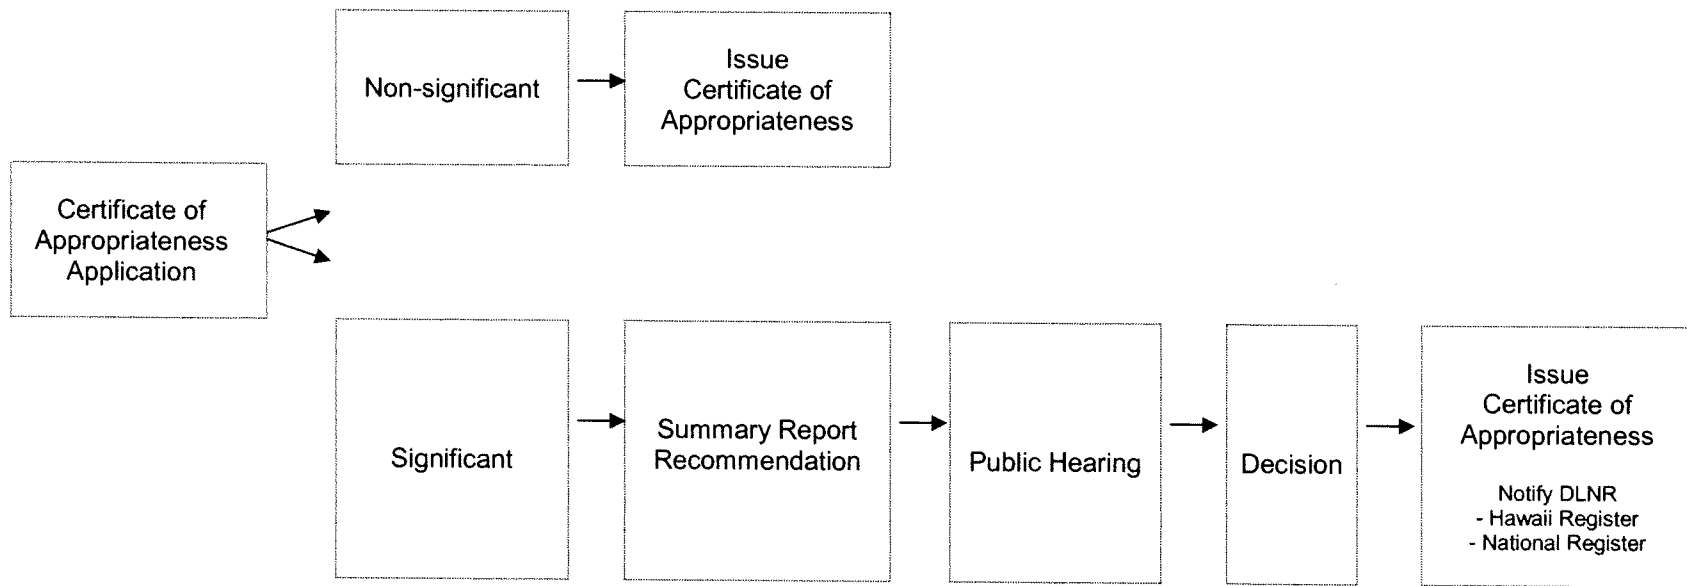 Certificate of
Appropriateness
Application
Non-significant
Issue
Certificate of
Appropriateness
Significant
Summary Report
Recommendation
Public Hearing
Decision
Issue
Certificate of
Appropriateness
Notify DLNR
- Hawaii Register
- National Register